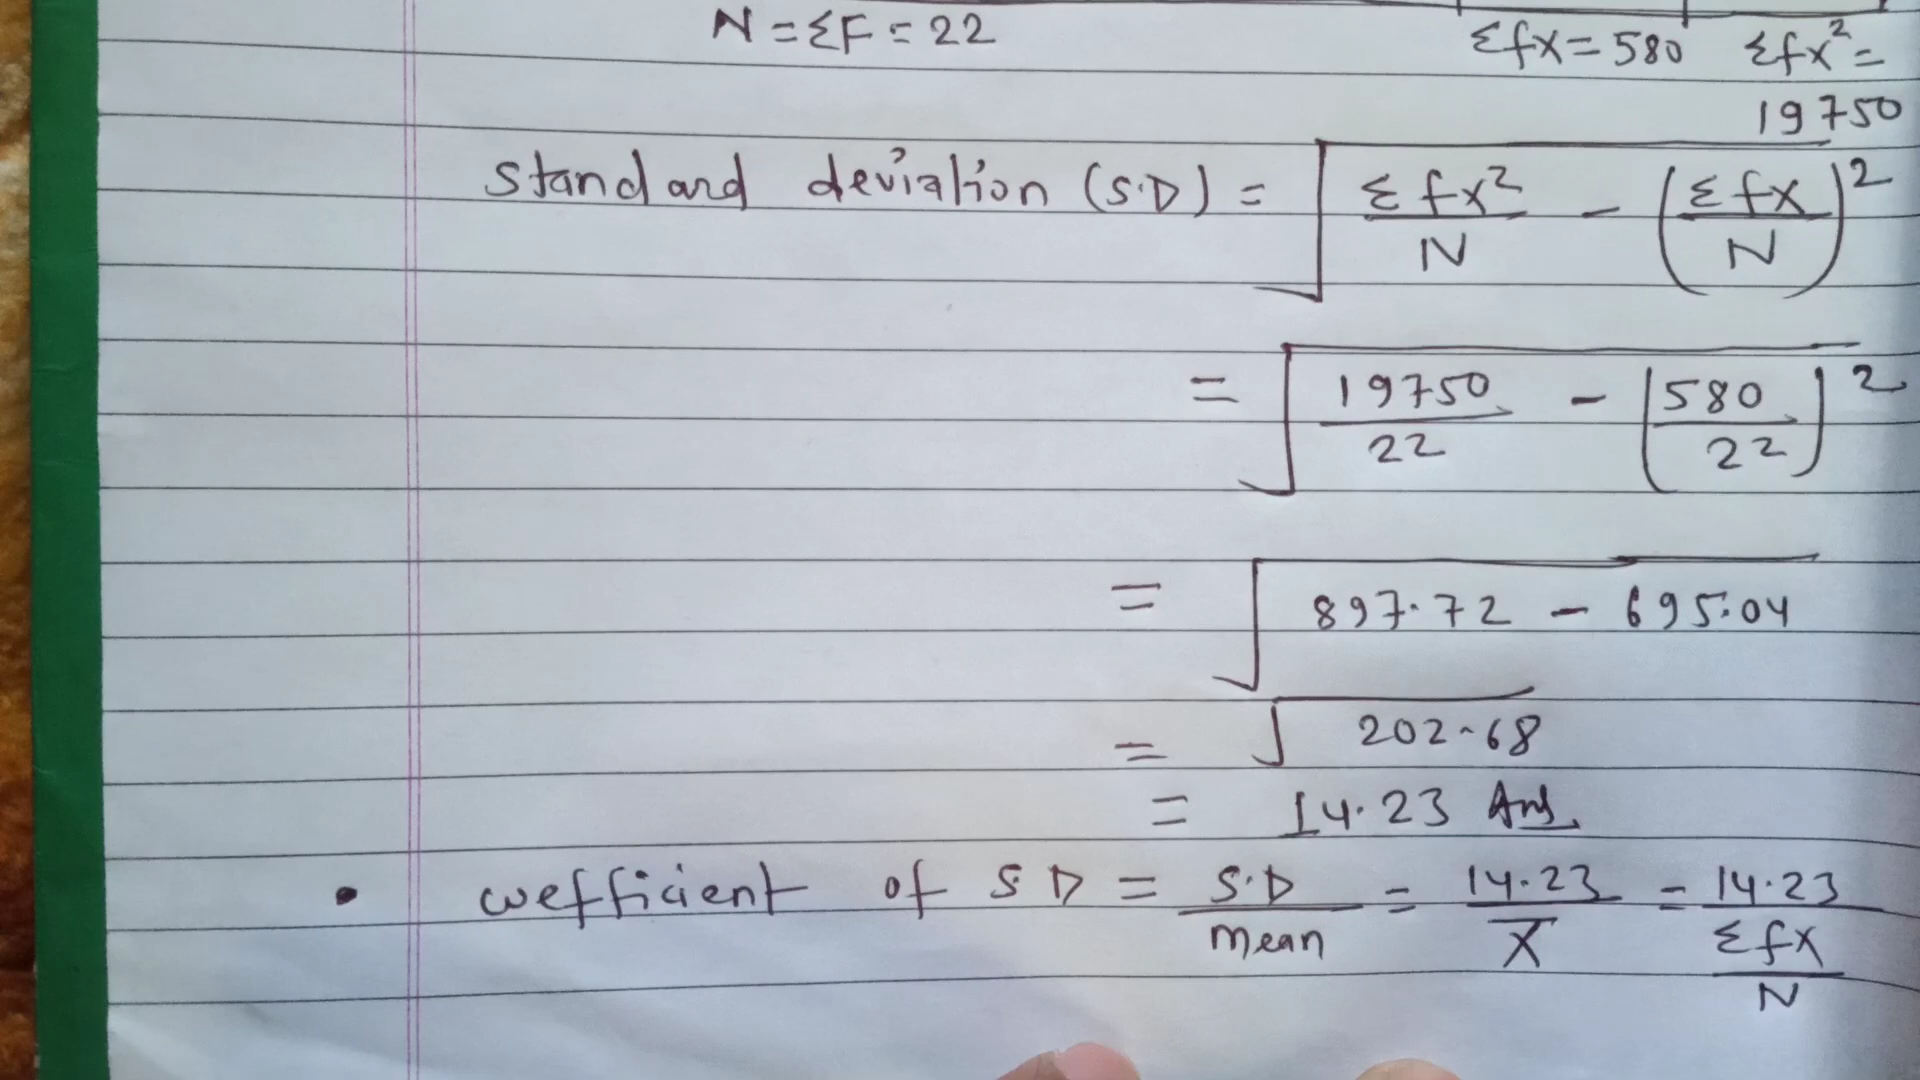 N = ΣF = 22
Σfx = 580 Σfx² =
19750
Standard deviation (S.D) = √(Σfx²/N - (Σfx/N)²)
= √(19750/22 - (580/22)²)
= √(897.72 - 695.04)
= √202.68
= 14.23 Ans.
• coefficient of S.D = S.D/Mean = 14.23/X̅ = 14.23/(Σfx/N)